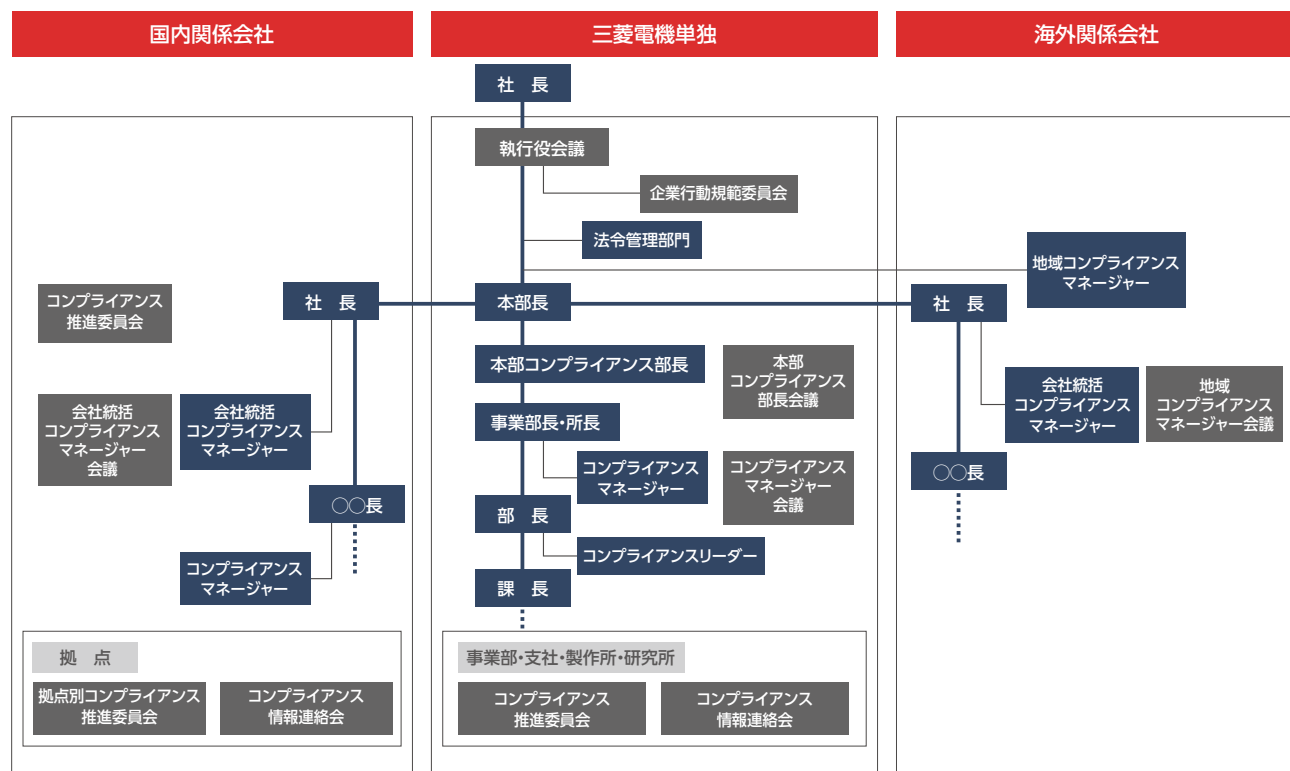 国内関係会社
三菱電機単独
海外関係会社
社 長
執行役会議
企業行動規範委員会
法令管理部門
地域コンプライアンス
マネージャー
コンプライアンス
推進委員会
社 長
本部長
社 長
本部コンプライアンス部長
本部
コンプライアンス
部長会議
会社統括
コンプライアンス
マネージャー
会議
会社統括
コンプライアンス
マネージャー
事業部長・所長
会社統括
コンプライアンス
マネージャー
地域
コンプライアンス
マネージャー会議
コンプライアンス
マネージャー
コンプライアンス
マネージャー
会議
〇〇長
〇〇長
部 長
コンプライアンスリーダー
コンプライアンス
マネージャー
課 長
拠 点
拠点別コンプライアンス
推進委員会
コンプライアンス
情報連絡会
事業部・支社・製作所・研究所
コンプライアンス
推進委員会
コンプライアンス
情報連絡会